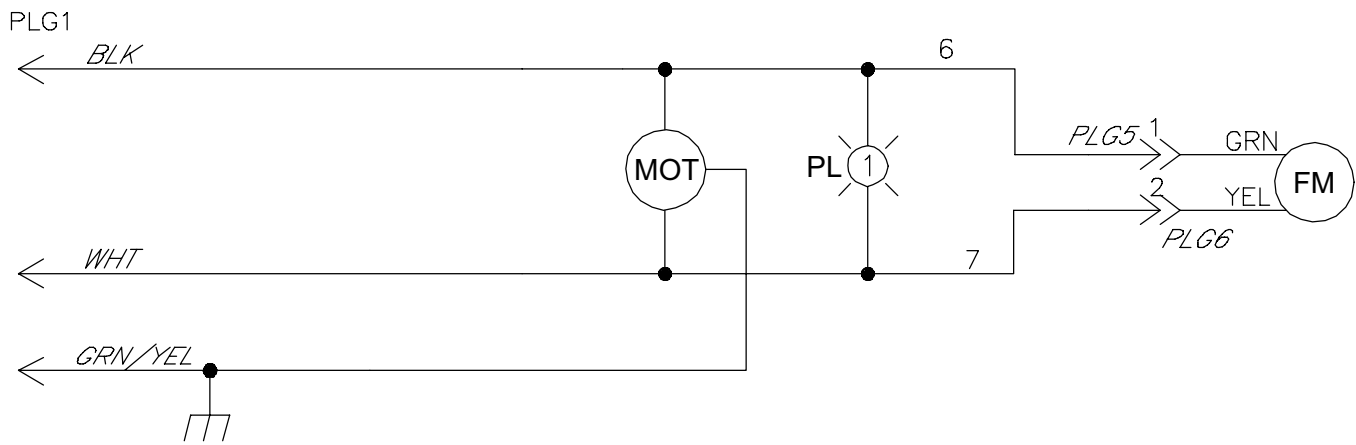 PLG1
BLK
6
PLG5 1
GRN
MOT
PL 1
FM
2
YEL
PLG6
WHT
7
GRN/YEL